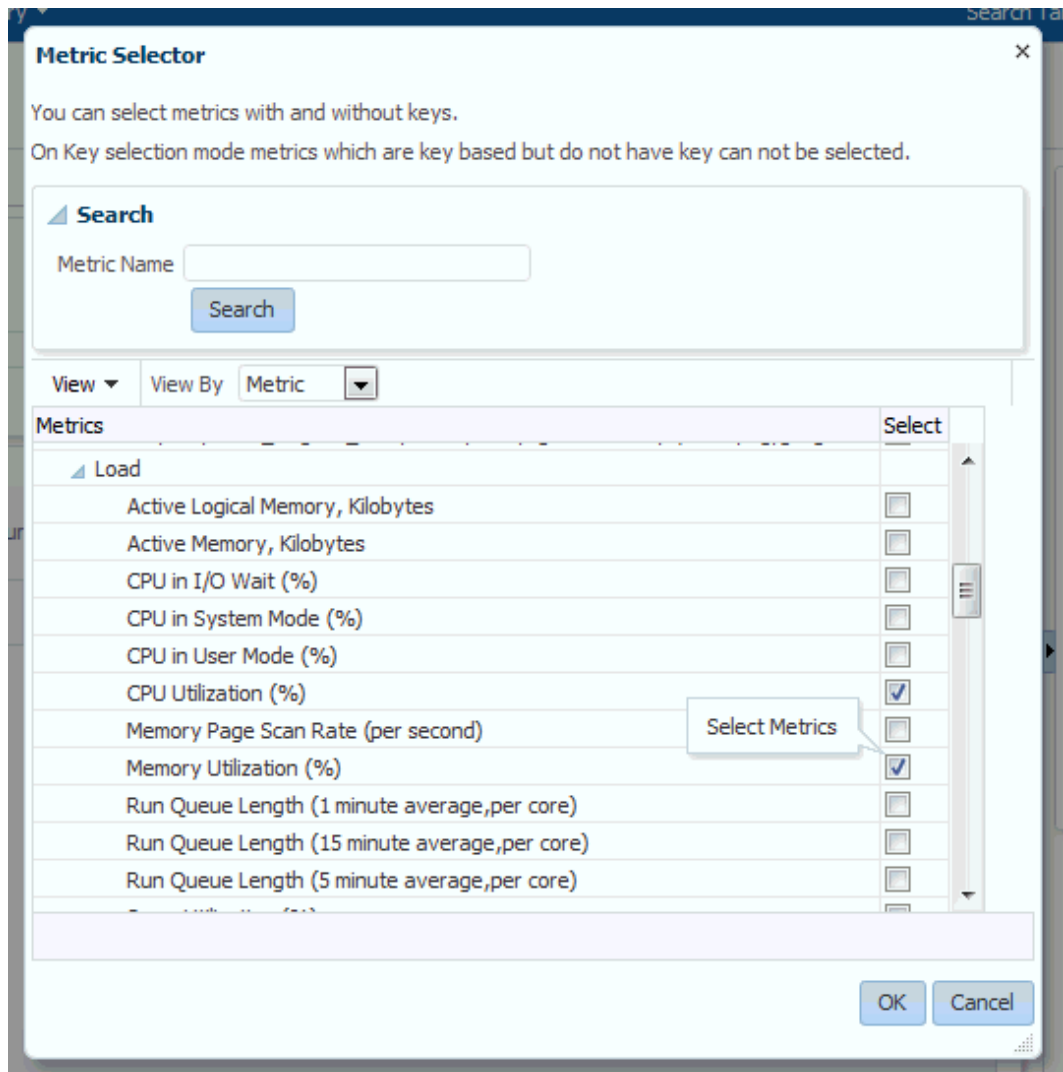 ry
Search Ta
Metric Selector
You can select metrics with and without keys.
On Key selection mode metrics which are key based but do not have key can not be selected.
Search
Metric Name
Search
View View By Metric
Metrics Select
Load
Active Logical Memory, Kilobytes
Active Memory, Kilobytes
CPU in I/O Wait (%)
CPU in System Mode (%)
CPU in User Mode (%)
CPU Utilization (%)
Memory Page Scan Rate (per second)
Select Metrics
Memory Utilization (%)
Run Queue Length (1 minute average,per core)
Run Queue Length (15 minute average,per core)
Run Queue Length (5 minute average,per core)
ur
OK Cancel